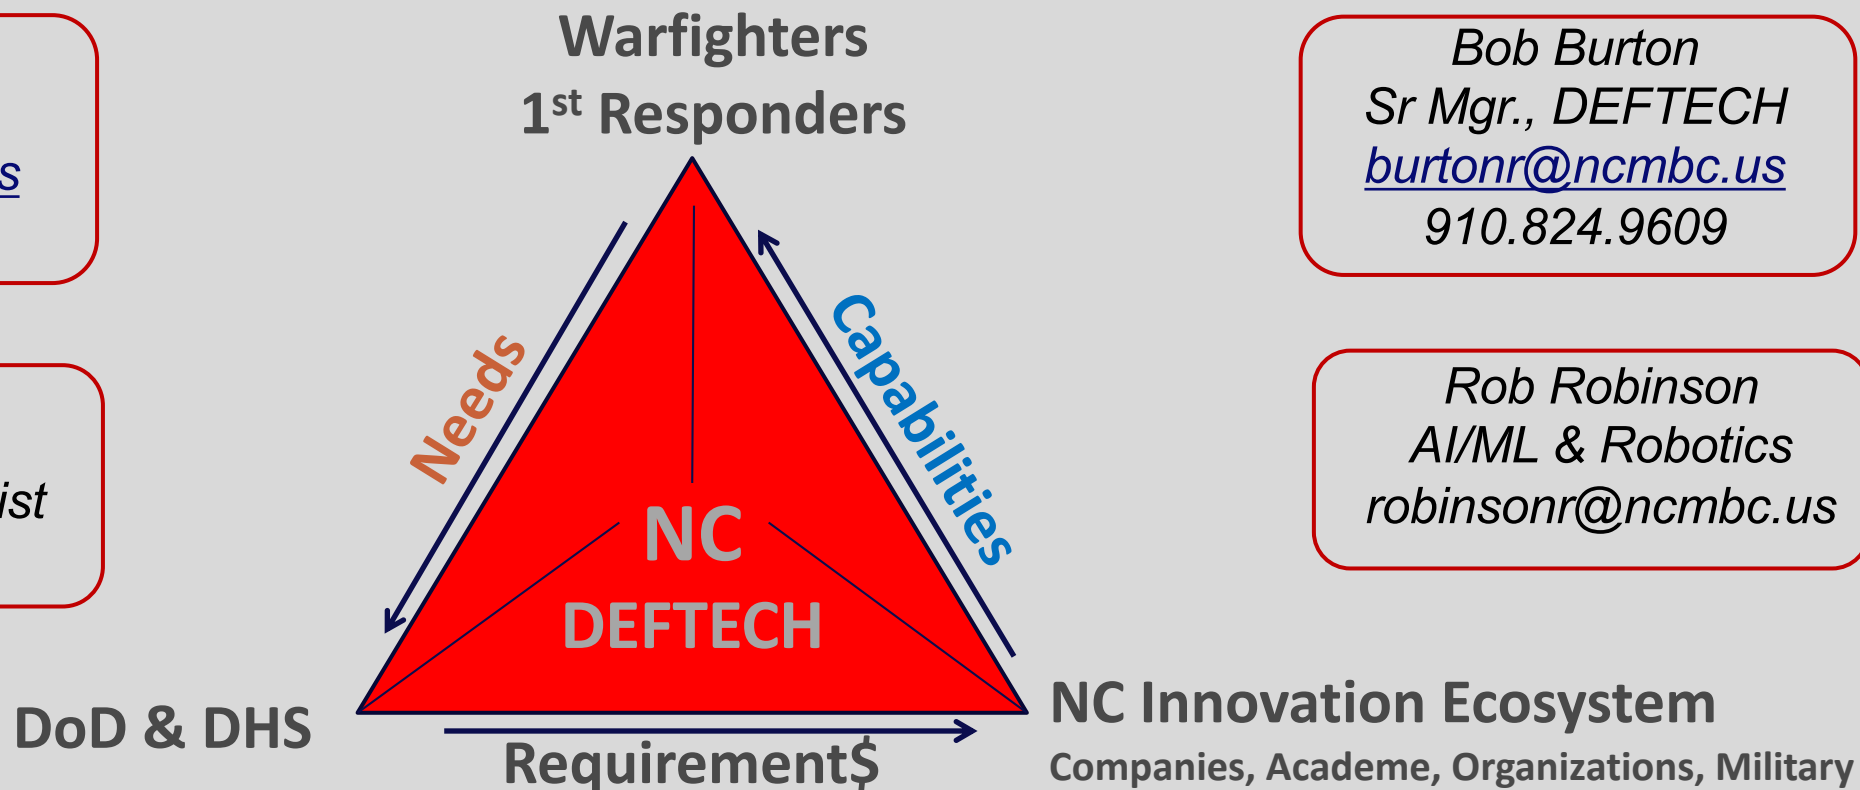 Warfighters
1st Responders
Bob Burton
Sr Mgr., DEFTECH
burtonr@ncmbc.us
910.824.9609
Needs
Capabilities
Rob Robinson
AI/ML & Robotics
robinsonr@ncmbc.us
NC
DEFTECH
DoD & DHS
Requirement$
NC Innovation Ecosystem
Companies, Academe, Organizations, Military